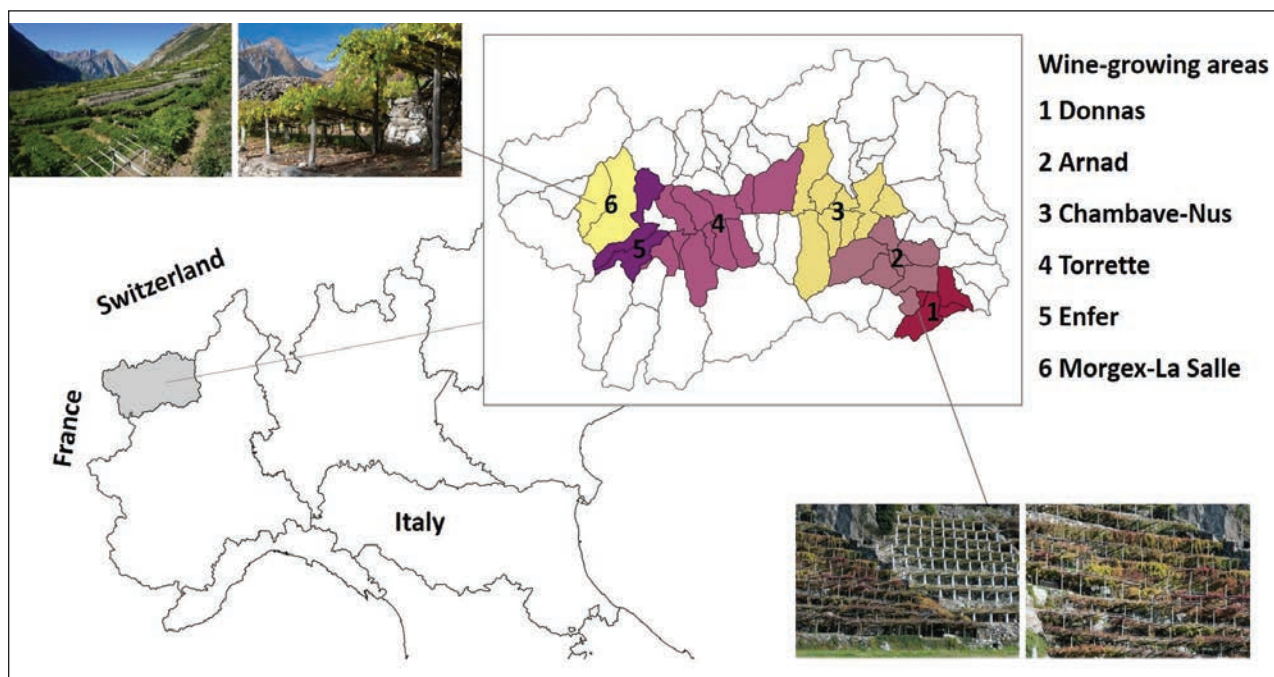 Wine-growing areas
1 Donnas
2 Arnad
3 Chambave-Nus
4 Torrette
5 Enfer
6 Morgex-La Salle
6
5
4
3
2
1
Switzerland
France
Italy